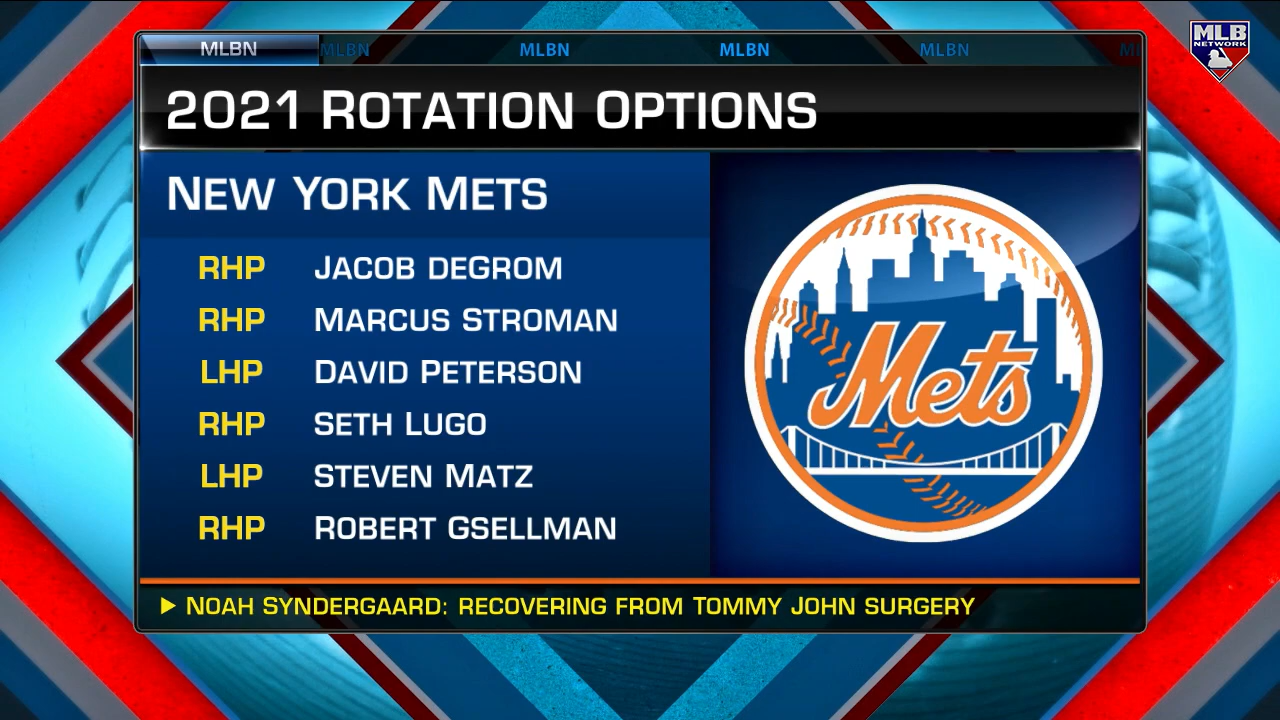 MLBN MLBN MLBN MLBN MLBN
MLB
NETWORK
2021 ROTATION OPTIONS
NEW YORK METS
RHP JACOB DEGROM
RHP MARCUS STROMAN
LHP DAVID PETERSON
RHP SETH LUGO
LHP STEVEN MATZ
RHP ROBERT GSELLMAN
Mets
NOAH SYNDERGAARD: RECOVERING FROM TOMMY JOHN SURGERY